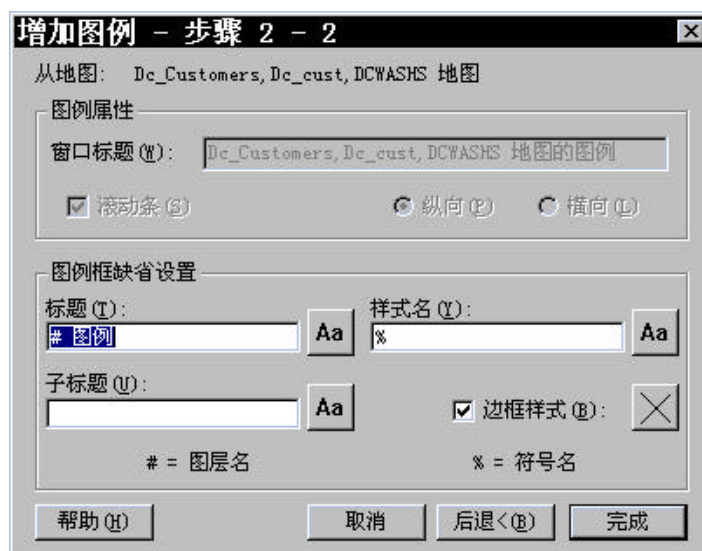 增加图例 - 步骤 2 - 2
从地图: Dc_Customers,Dc_cust,DCWASHS 地图
图例属性
窗口标题(W): Dc_Customers,Dc_cust,DCWASHS 地图的图例
滚动条(S) 纵向(P) 横向(L)
图例框缺省设置
标题(T): 样式名(Y):
# 图例 Aa % Aa
子标题(U):
Aa 边框样式(B):
# = 图层名 % = 符号名
帮助(H) 取消 后退<(B) 完成